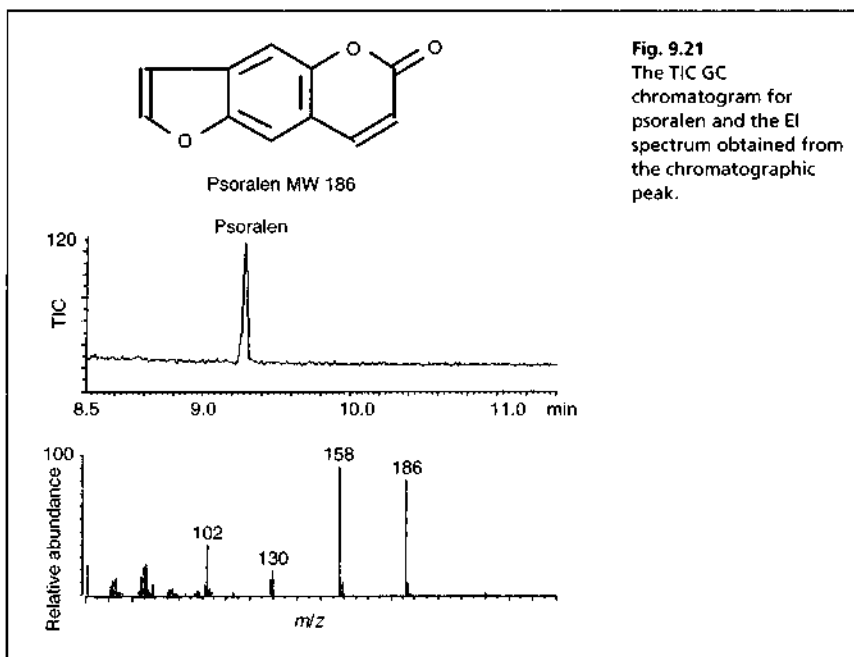 Fig. 9.21
The TIC GC
chromatogram for
psoralen and the EI
spectrum obtained from
the chromatographic
peak.
O O
O
Psoralen MW 186
Psoralen
120
TIC
8.5 9.0 10.0 11.0 min
100
Relative abundance
158
186
102
130
m/z